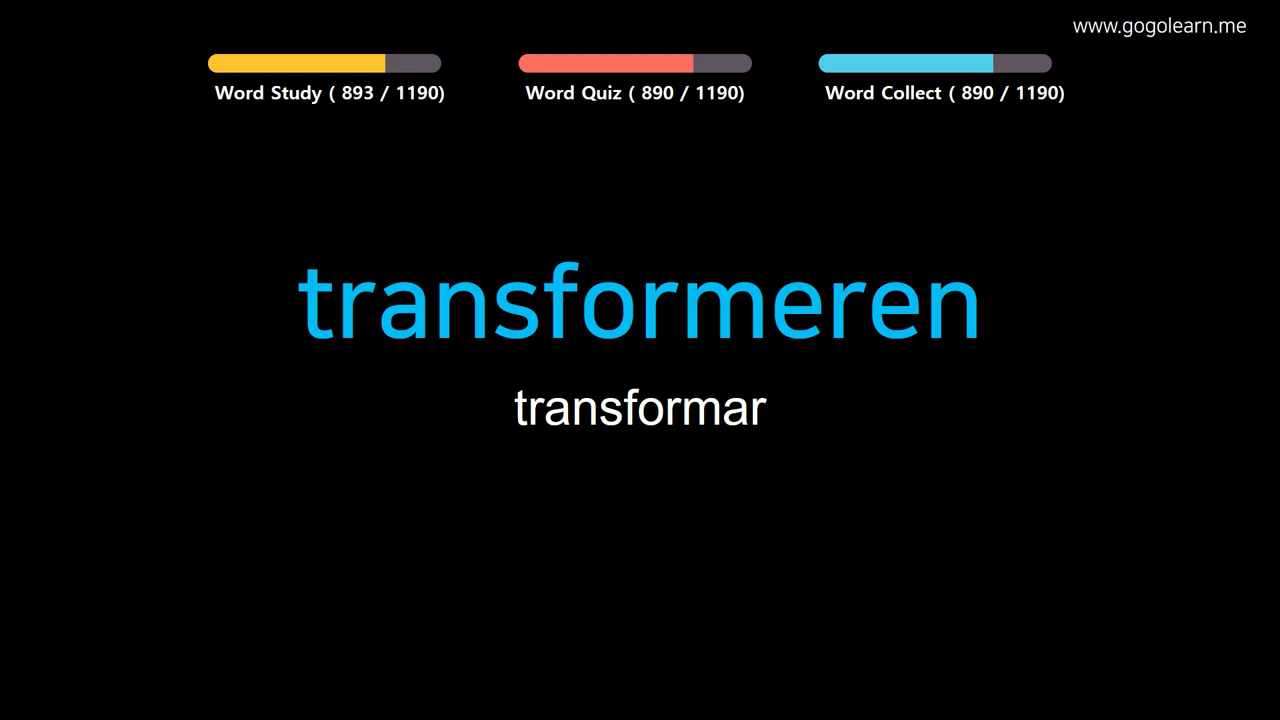 www.gogolearn.me
Word Study ( 893 / 1190)
Word Quiz ( 890 / 1190)
Word Collect ( 890 / 1190)
transformeren
transformar